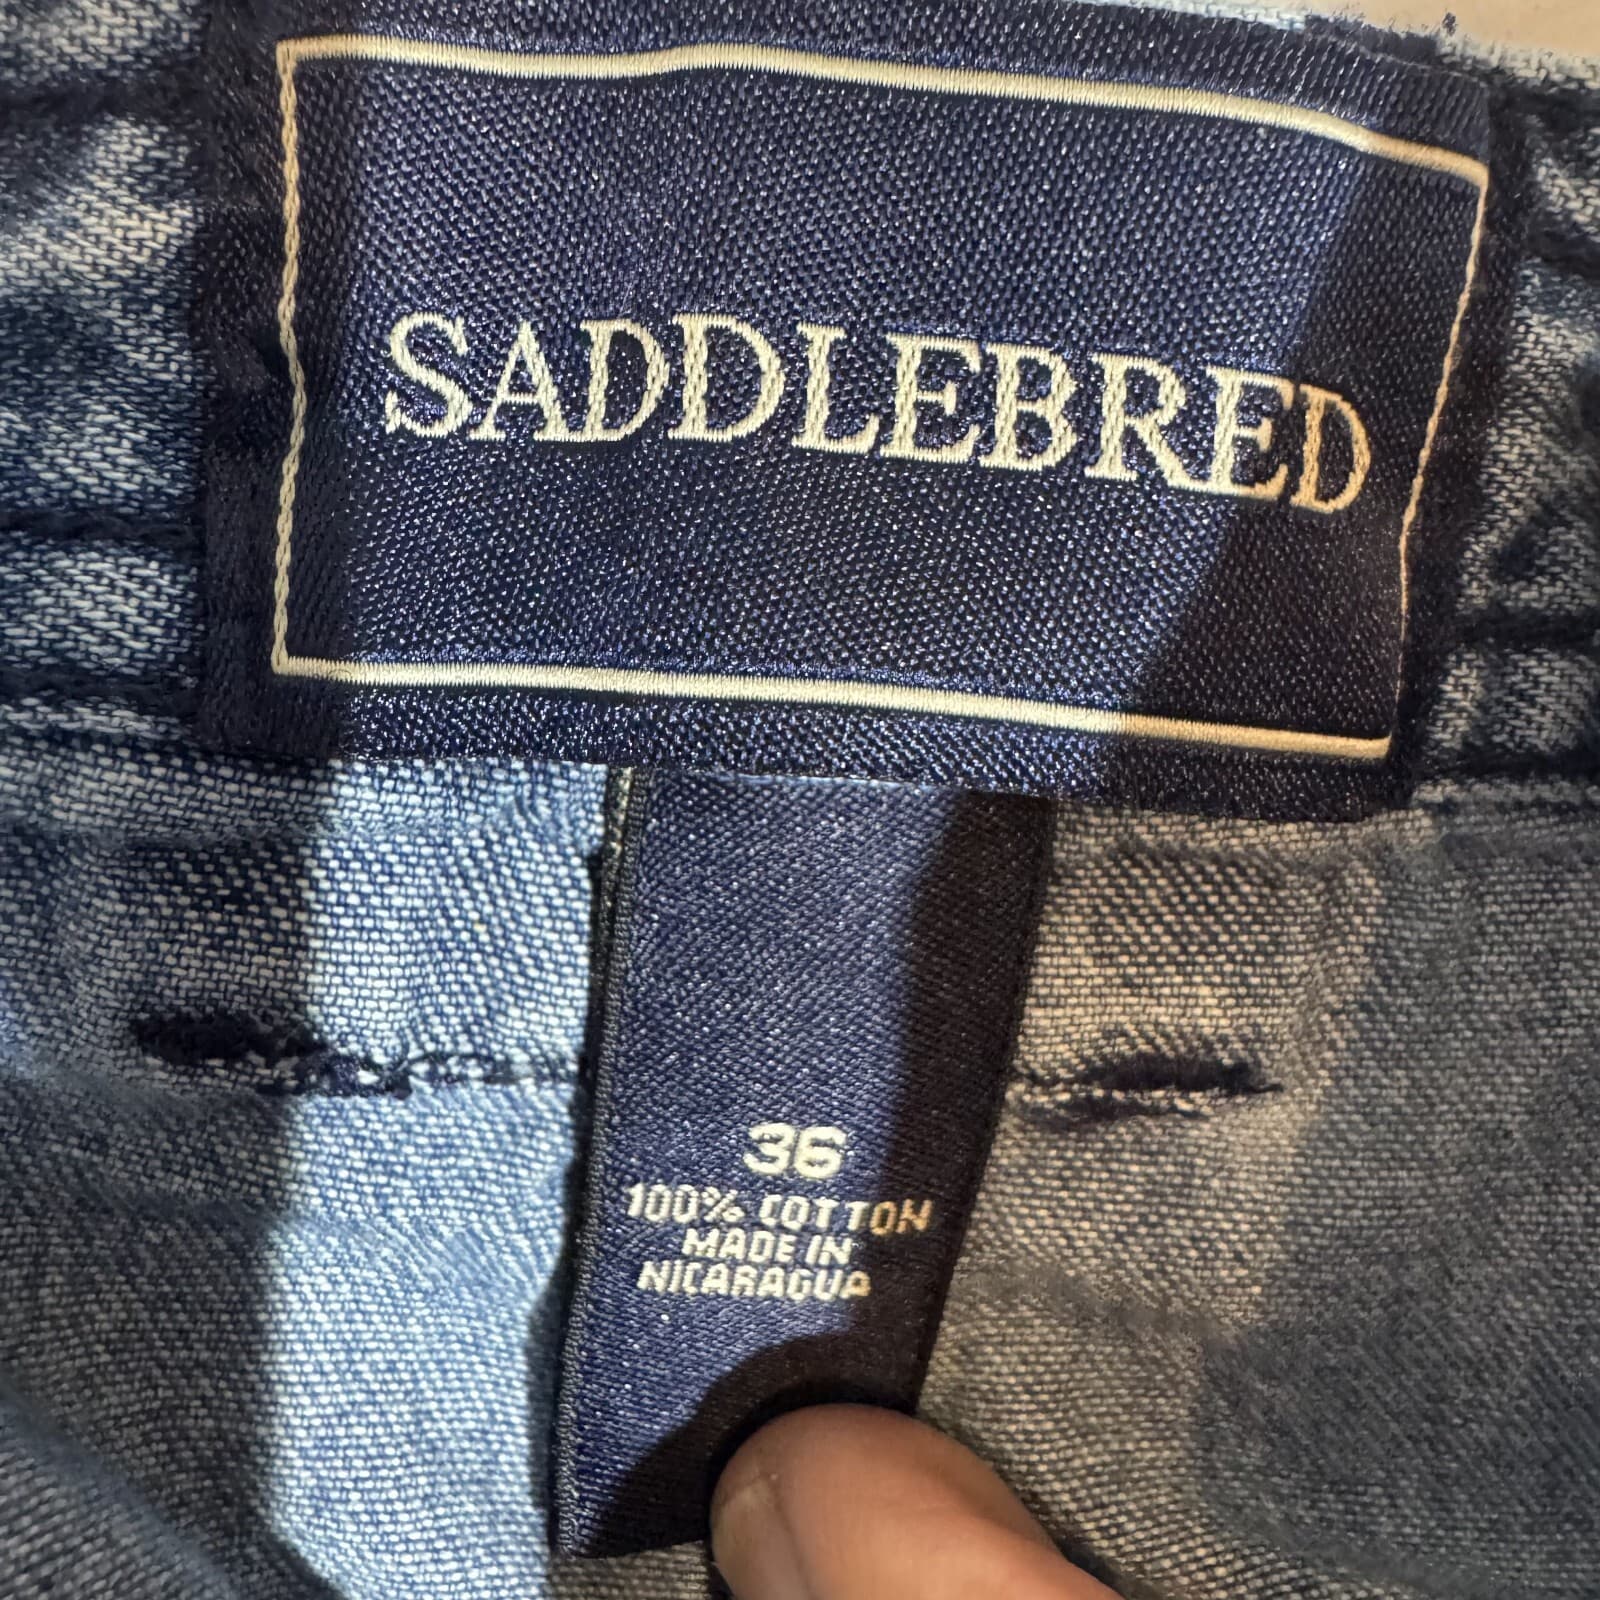 SADDLEBRED
36
100% COTTON
MADE IN
NICARAGUA